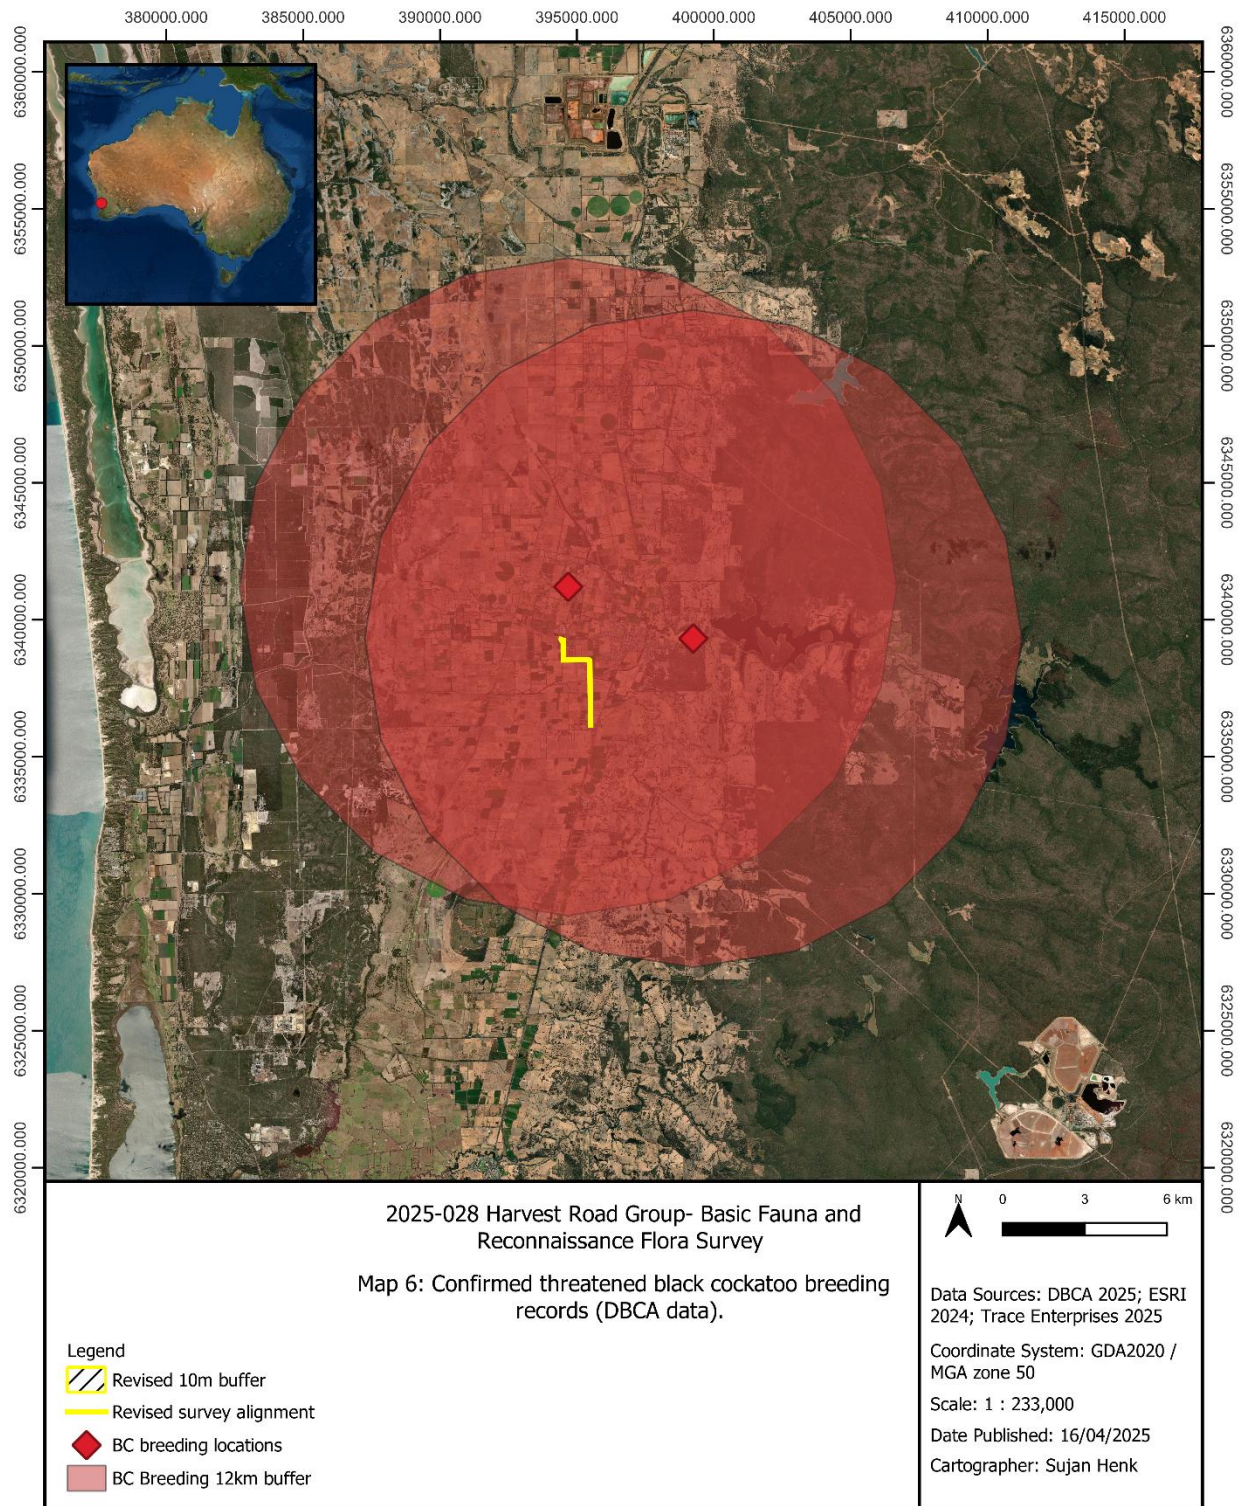 380000.000 385000.000 390000.000 395000.000 400000.000 405000.000 410000.000 415000.000
6360000.000 6360000.000
6355000.000 6355000.000
6350000.000 6350000.000
6345000.000 6345000.000
6340000.000 6340000.000
6335000.000 6335000.000
6330000.000 6330000.000
6325000.000 6325000.000
6320000.000 6320000.000
2025-028 Harvest Road Group- Basic Fauna and
Reconnaissance Flora Survey
Map 6: Confirmed threatened black cockatoo breeding
records (DBCA data).
Legend
Revised 10m buffer
Revised survey alignment
BC breeding locations
BC Breeding 12km buffer
N 0 3 6 km
Data Sources: DBCA 2025; ESRI
2024; Trace Enterprises 2025
Coordinate System: GDA2020 /
MGA zone 50
Scale: 1 : 233,000
Date Published: 16/04/2025
Cartographer: Sujan Henk